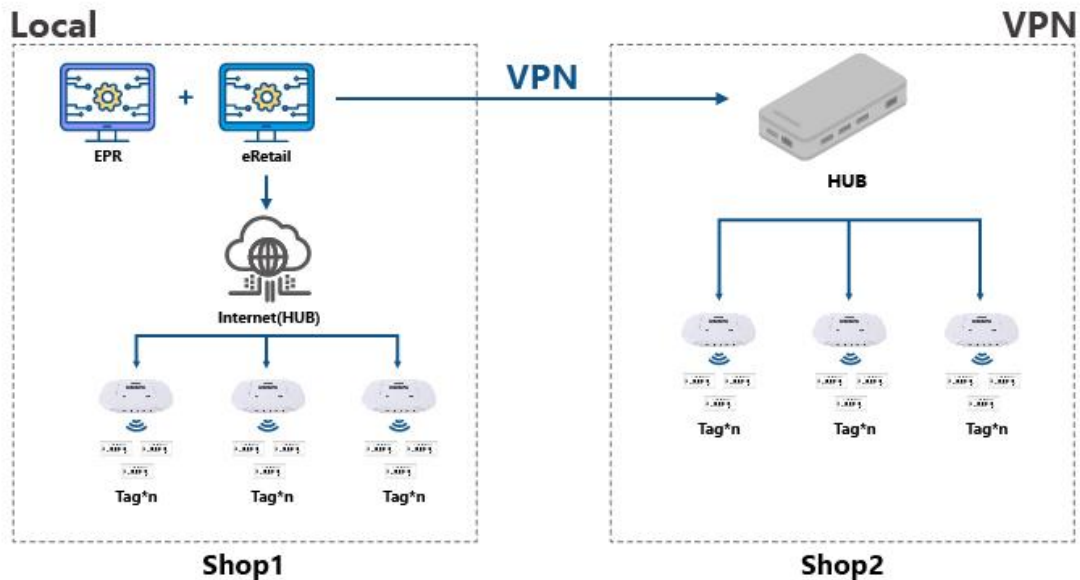 Local
VPN
VPN
EPR
+
eRetail
HUB
Internet(HUB)
Tag*n
Tag*n
Tag*n
Tag*n
Tag*n
Tag*n
Shop1
Shop2